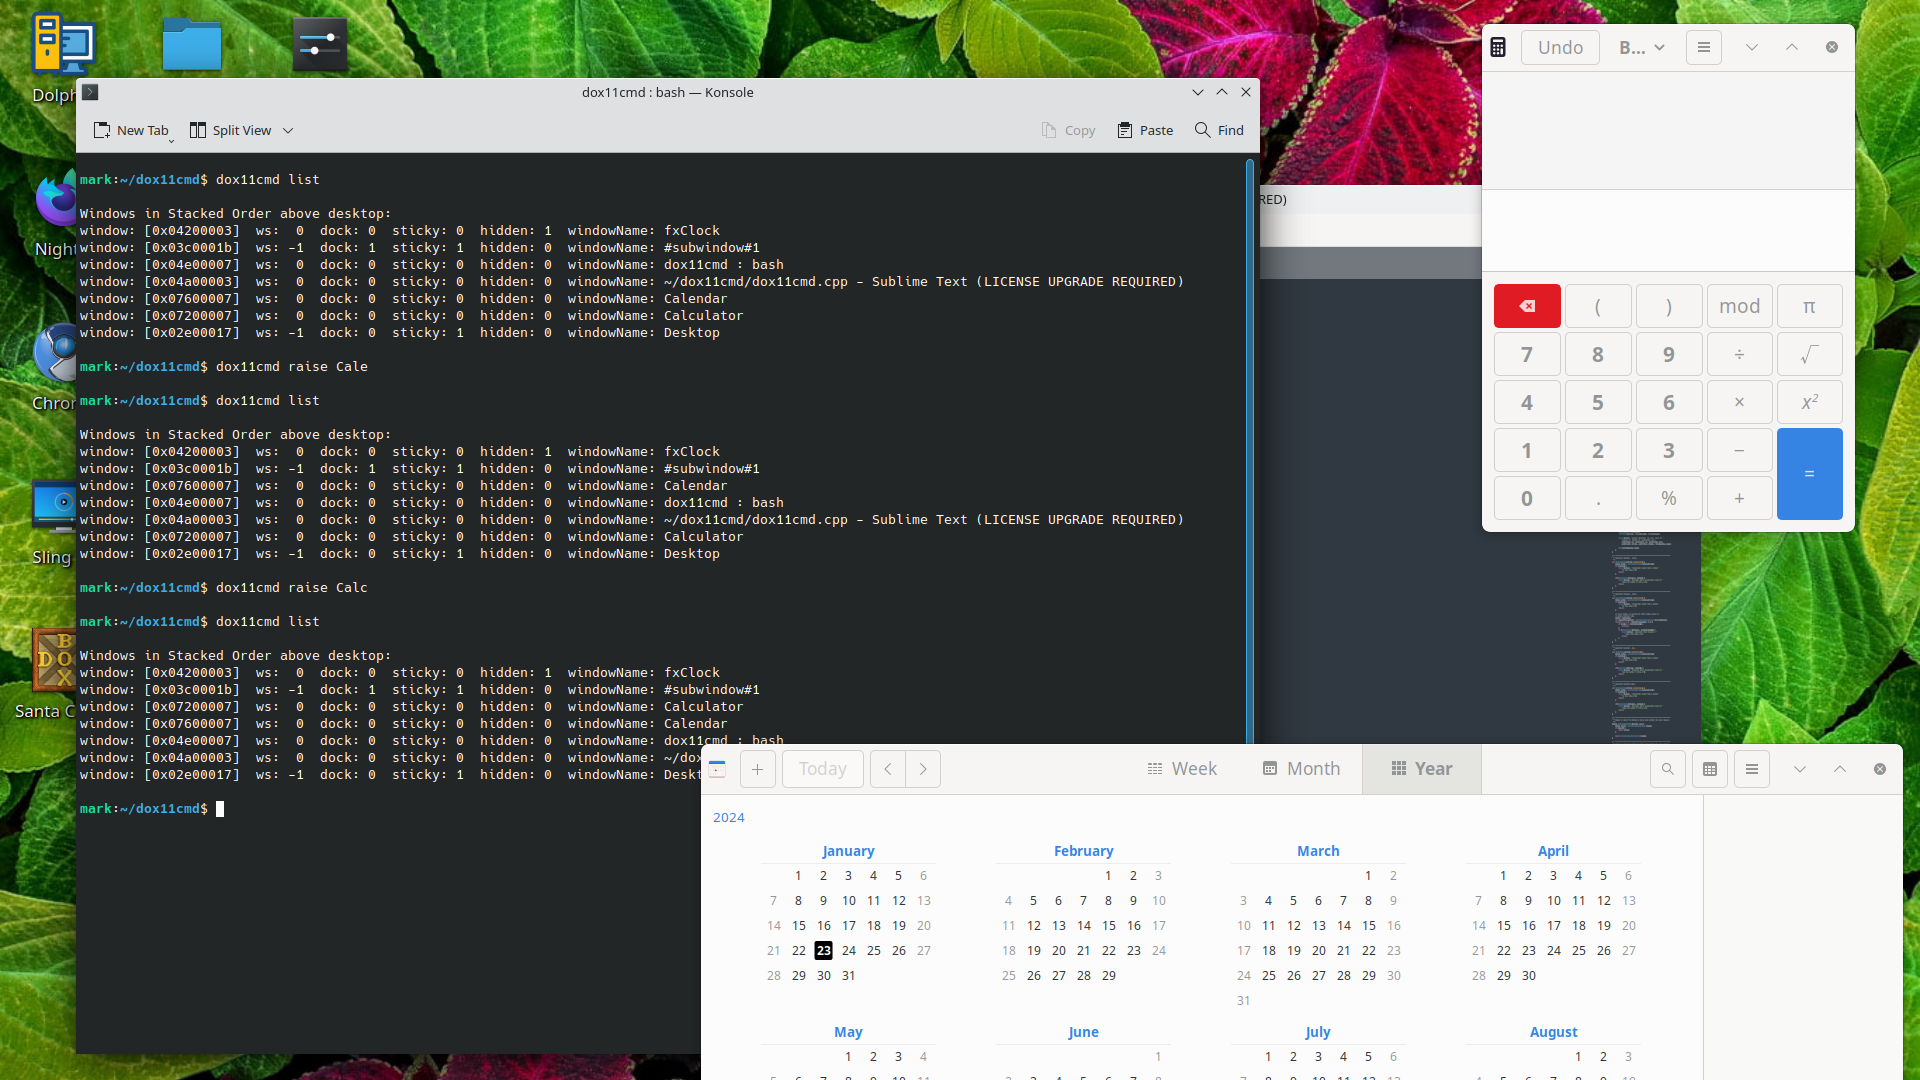 Dolph
Night
Chror
Sling
Santa C
B
DO
OX
dox11cmd : bash — Konsole
New Tab
Split View
Copy
Paste
Find
mark:~/dox11cmd$ dox11cmd list
Windows in Stacked Order above desktop:
window: [0x04200003]  ws:  0  dock: 0  sticky: 0  hidden: 1  windowName: fxClock
window: [0x03c0001b]  ws: -1  dock: 1  sticky: 1  hidden: 0  windowName: #subwindow#1
window: [0x04e00007]  ws:  0  dock: 0  sticky: 0  hidden: 0  windowName: dox11cmd : bash
window: [0x04a00003]  ws:  0  dock: 0  sticky: 0  hidden: 0  windowName: ~/dox11cmd/dox11cmd.cpp – Sublime Text (LICENSE UPGRADE REQUIRED)
window: [0x07600007]  ws:  0  dock: 0  sticky: 0  hidden: 0  windowName: Calendar
window: [0x07200007]  ws:  0  dock: 0  sticky: 0  hidden: 0  windowName: Calculator
window: [0x02e00017]  ws: -1  dock: 0  sticky: 1  hidden: 0  windowName: Desktop
mark:~/dox11cmd$ dox11cmd raise Cale
mark:~/dox11cmd$ dox11cmd list
Windows in Stacked Order above desktop:
window: [0x04200003]  ws:  0  dock: 0  sticky: 0  hidden: 1  windowName: fxClock
window: [0x03c0001b]  ws: -1  dock: 1  sticky: 1  hidden: 0  windowName: #subwindow#1
window: [0x07600007]  ws:  0  dock: 0  sticky: 0  hidden: 0  windowName: Calendar
window: [0x04e00007]  ws:  0  dock: 0  sticky: 0  hidden: 0  windowName: dox11cmd : bash
window: [0x04a00003]  ws:  0  dock: 0  sticky: 0  hidden: 0  windowName: ~/dox11cmd/dox11cmd.cpp – Sublime Text (LICENSE UPGRADE REQUIRED)
window: [0x07200007]  ws:  0  dock: 0  sticky: 0  hidden: 0  windowName: Calculator
window: [0x02e00017]  ws: -1  dock: 0  sticky: 1  hidden: 0  windowName: Desktop
mark:~/dox11cmd$ dox11cmd raise Calc
mark:~/dox11cmd$ dox11cmd list
Windows in Stacked Order above desktop:
window: [0x04200003]  ws:  0  dock: 0  sticky: 0  hidden: 1  windowName: fxClock
window: [0x03c0001b]  ws: -1  dock: 1  sticky: 1  hidden: 0  windowName: #subwindow#1
window: [0x07200007]  ws:  0  dock: 0  sticky: 0  hidden: 0  windowName: Calculator
window: [0x07600007]  ws:  0  dock: 0  sticky: 0  hidden: 0  windowName: Calendar
window: [0x04e00007]  ws:  0  dock: 0  sticky: 0  hidden: 0  windowName: dox11cmd : bash
window: [0x04a00003]  ws:  0  dock: 0  sticky: 0  hidden: 0  windowName: ~/dox
window: [0x02e00017]  ws: -1  dock: 0  sticky: 1  hidden: 0  windowName: Deskt
mark:~/dox11cmd$
RED)
Undo B...
( ) mod π
7 8 9 ÷ √
4 5 6 × x²
1 2 3 − =
0 . % +
+ Today < > Week Month Year
2024
January February March April
1 2 3 4 5 6 1 2 3 1 2 1 2 3 4 5 6
7 8 9 10 11 12 13 4 5 6 7 8 9 10 3 4 5 6 7 8 9 7 8 9 10 11 12 13
14 15 16 17 18 19 20 11 12 13 14 15 16 17 10 11 12 13 14 15 16 14 15 16 17 18 19 20
21 22 23 24 25 26 27 18 19 20 21 22 23 24 17 18 19 20 21 22 23 21 22 23 24 25 26 27
28 29 30 31 25 26 27 28 29 24 25 26 27 28 29 30 28 29 30
31
May June July August
1 2 3 4 1 1 2 3 4 5 6 1 2 3